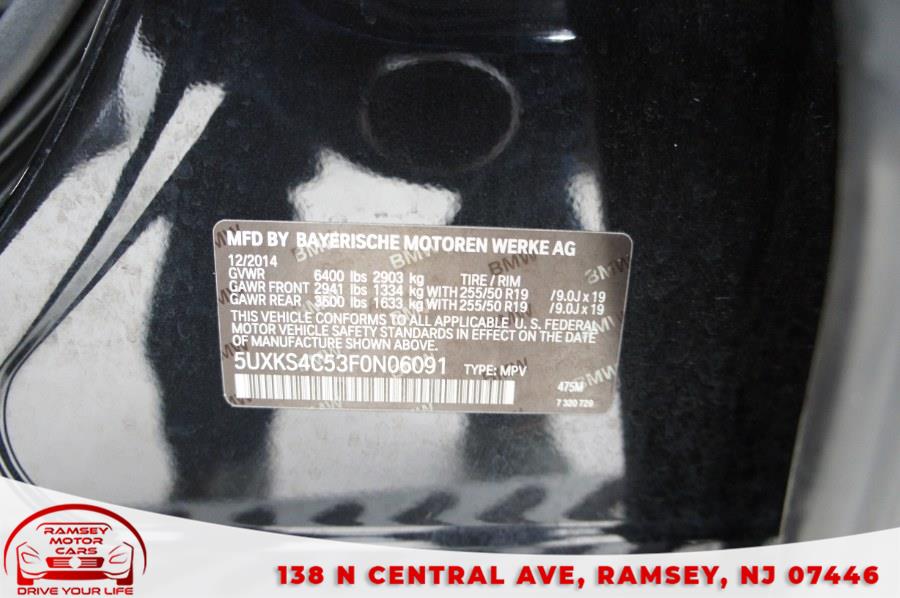 MFD BY BAYERISCHE MOTOREN WERKE AG
12/2014
GVWR 6400 lbs 2903 kg TIRE / RIM
GAWR FRONT 2941 lbs 1334 kg WITH 255/50 R19 /9.0J x 19
GAWR REAR 3600 lbs 1633 kg WITH 255/50 R19 /9.0J x 19
THIS VEHICLE CONFORMS TO ALL APPLICABLE U. S. FEDERAL
MOTOR VEHICLE SAFETY STANDARDS IN EFFECT ON THE DATE
OF MANUFACTURE SHOWN ABOVE.
5UXKS4C53F0N06091 TYPE: MPV
475M
7 320 729
RAMSEY
MOTOR
CARS
DRIVE YOUR LIFE
138 N CENTRAL AVE, RAMSEY, NJ 07446